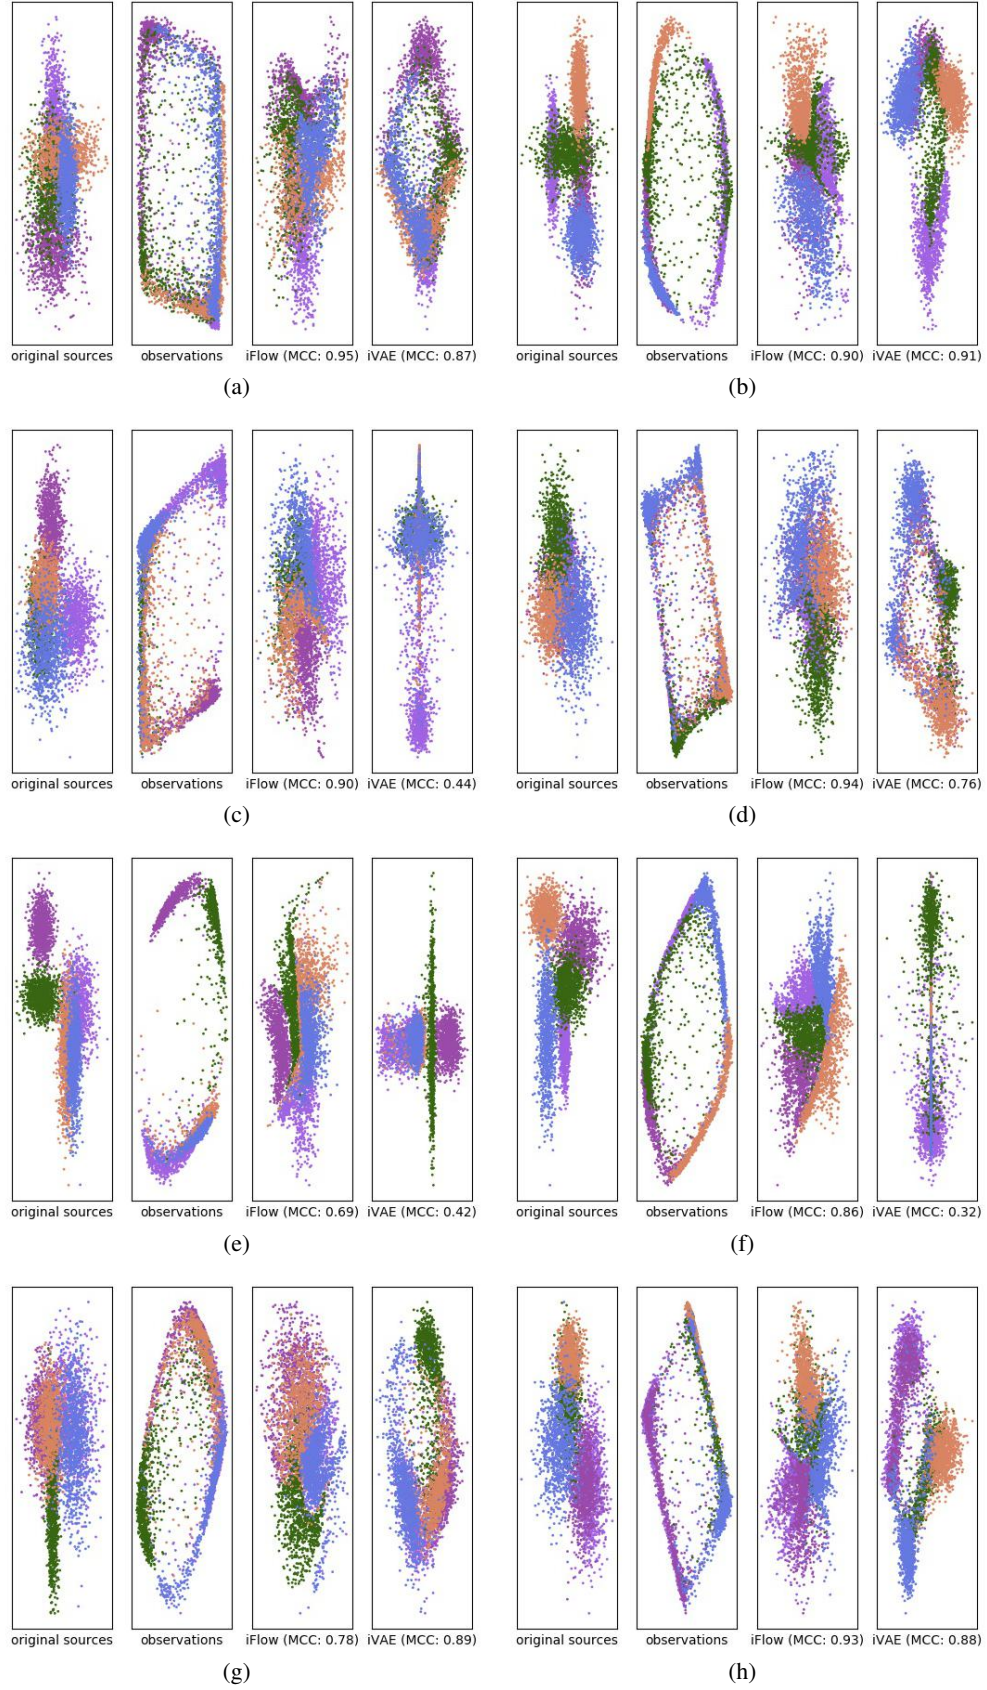 original sources observations iFlow (MCC: 0.95) iVAE (MCC: 0.87)
(a)
original sources observations iFlow (MCC: 0.90) iVAE (MCC: 0.91)
(b)
original sources observations iFlow (MCC: 0.90) iVAE (MCC: 0.44)
(c)
original sources observations iFlow (MCC: 0.94) iVAE (MCC: 0.76)
(d)
original sources observations iFlow (MCC: 0.69) iVAE (MCC: 0.42)
(e)
original sources observations iFlow (MCC: 0.86) iVAE (MCC: 0.32)
(f)
original sources observations iFlow (MCC: 0.78) iVAE (MCC: 0.89)
(g)
original sources observations iFlow (MCC: 0.93) iVAE (MCC: 0.88)
(h)